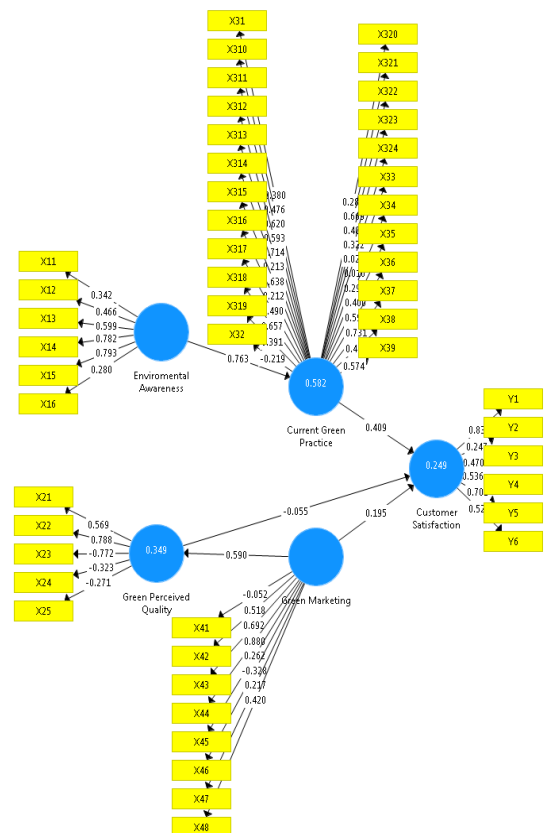 X31
X310
X311
X312
X313
X314
X315
X316
X317
X318
X319
X32
X320
X321
X322
X323
X324
X33
X34
X35
X36
X37
X38
X39
.380
.476
.620
.593
.714
.213
.638
.212
.490
.657
.391
-0.219
0.574
X11
X12
X13
X14
X15
X16
0.342
0.466
0.599
0.782
0.793
0.280
Enviromental
Awareness
0.763
0.582
Current Green
Practice
0.409
Y1
Y2
Y3
Y4
Y5
Y6
0.83
0.247
0.470
0.536
0.70
0.52
0.249
Customer
Satisfaction
X21
X22
X23
X24
X25
0.569
0.788
-0.772
-0.323
-0.271
0.349
Green Perceived
Quality
-0.055
0.195
0.590
Green Marketing
-0.052
0.518
0.692
0.880
0.262
-0.328
0.217
0.420
X41
X42
X43
X44
X45
X46
X47
X48